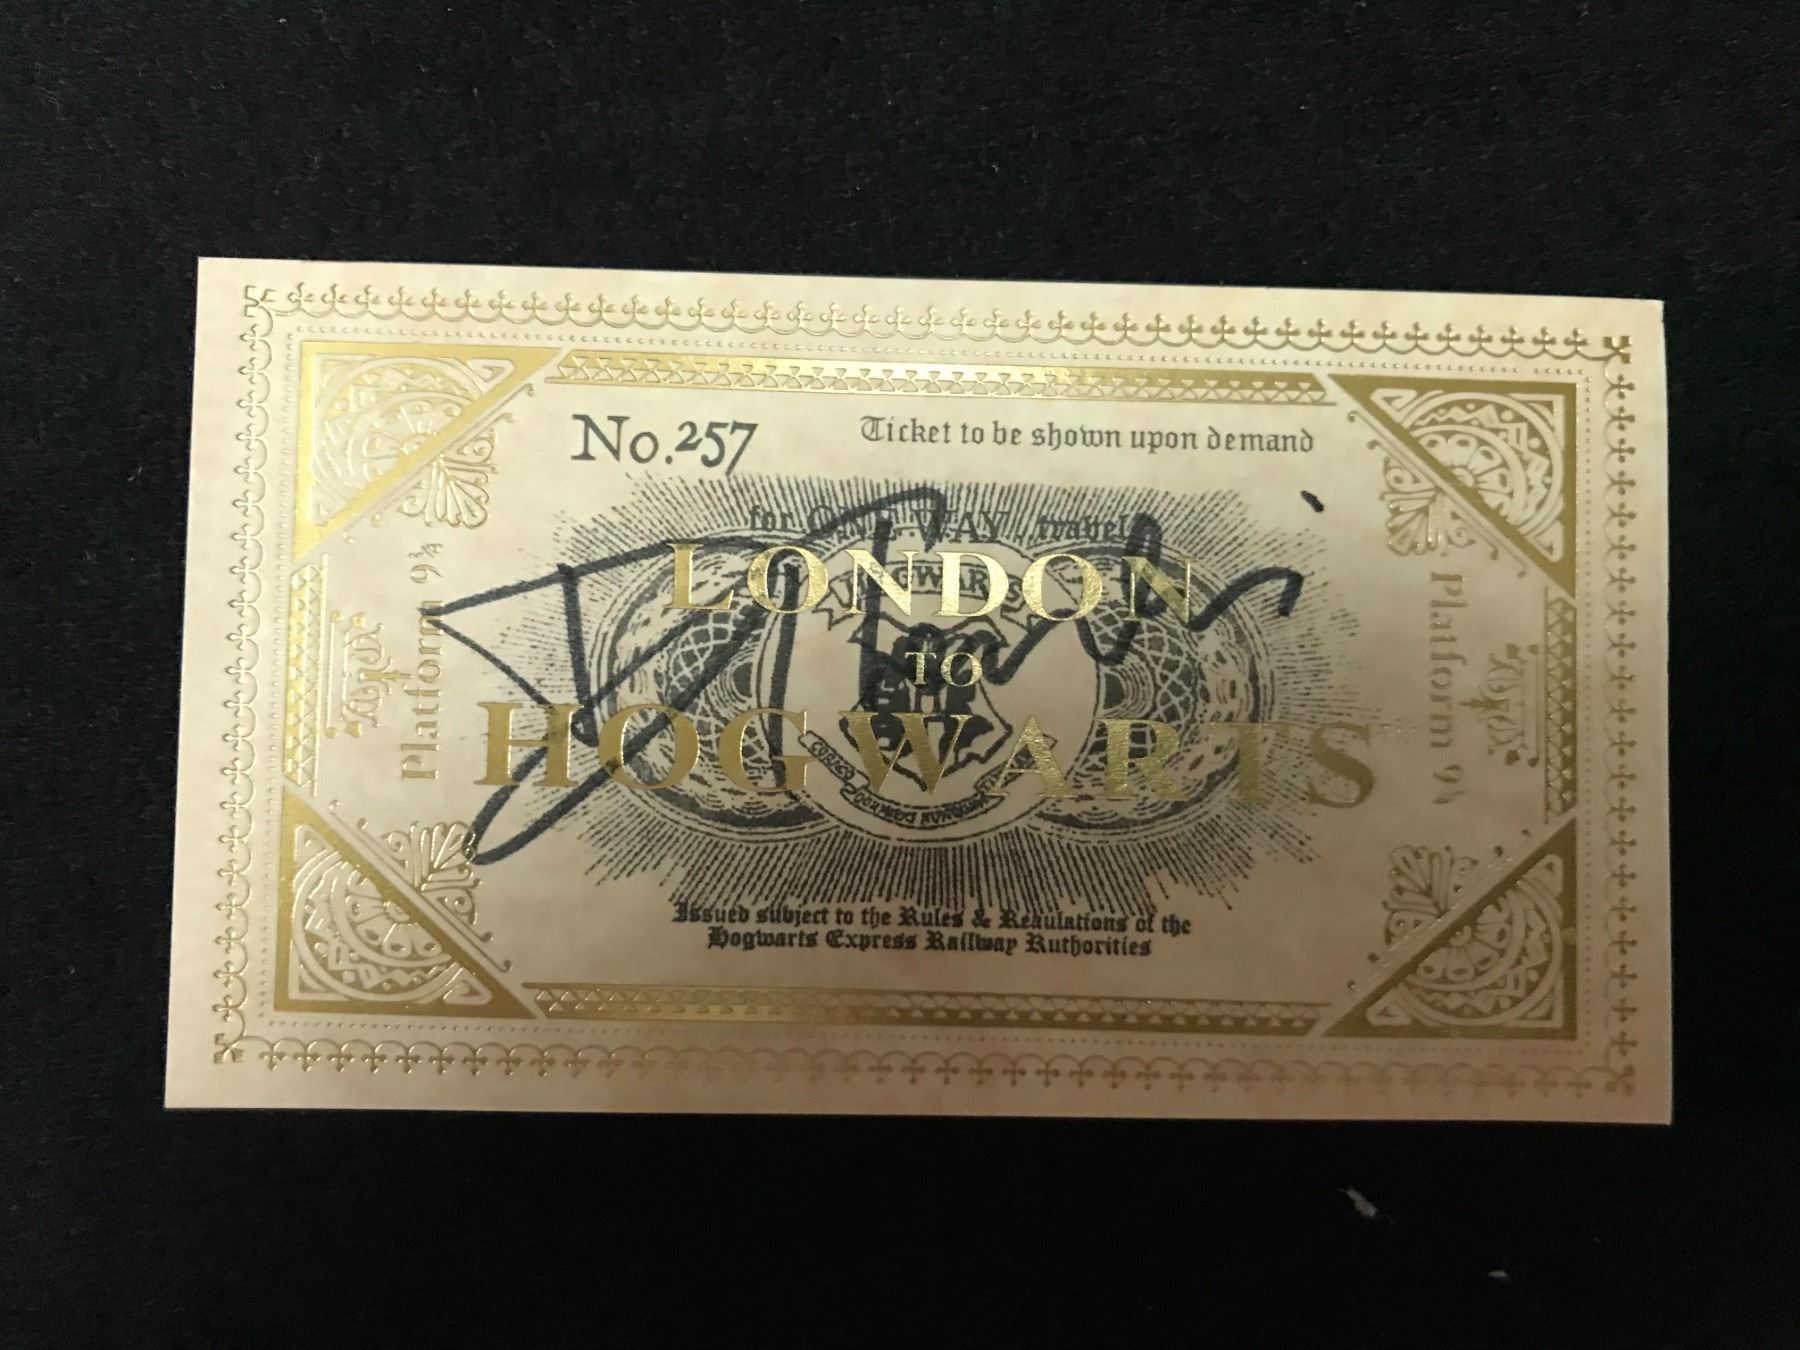 No.257
Ticket to be shown upon demand
for ONE WAY travel
HOGWARTS
LONDON
TO
HOGWARTS
Platform 9¾
Platform 9¾
Issued subject to the Rules & Regulations of the
Hogwarts Express Railway Authorities